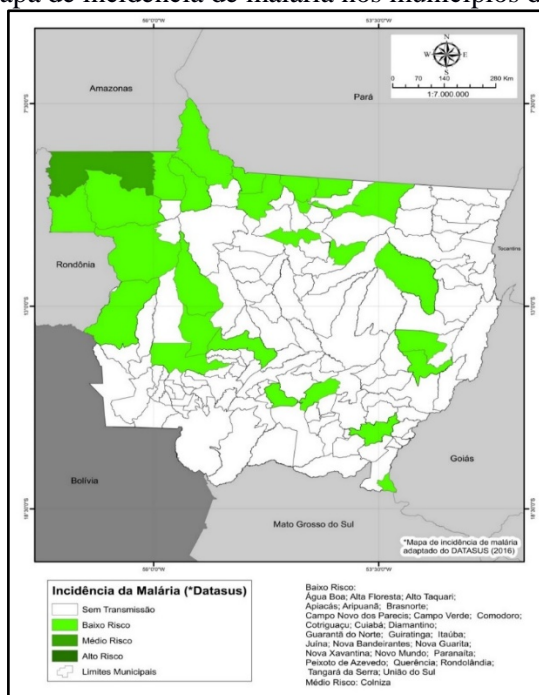 apa de incidência de malária nos municípios d
N
W E
S
0 70 140 280 Km
1:7.000.000
Amazonas
Pará
Tocantins
Rondônia
Bolívia
Goiás
Mato Grosso do Sul
*Mapa de incidência de malária
adaptado do DATASUS (2016)
Incidência da Malária (*Datasus)
Sem Transmissão
Baixo Risco
Médio Risco
Alto Risco
Limites Municipais
Baixo Risco:
Água Boa; Alta Floresta; Alto Taquari;
Apiacás; Aripuanã; Brasnorte;
Campo Novo dos Parecis; Campo Verde; Comodoro;
Cotriguaçu; Cuiabá; Diamantino;
Guarantã do Norte; Guiratinga; Itaúba;
Juína; Nova Bandeirantes; Nova Guarita;
Nova Xavantina; Novo Mundo; Paranaíta;
Peixoto de Azevedo; Querência; Rondolândia;
Tangará da Serra; União do Sul
Médio Risco: Colniza